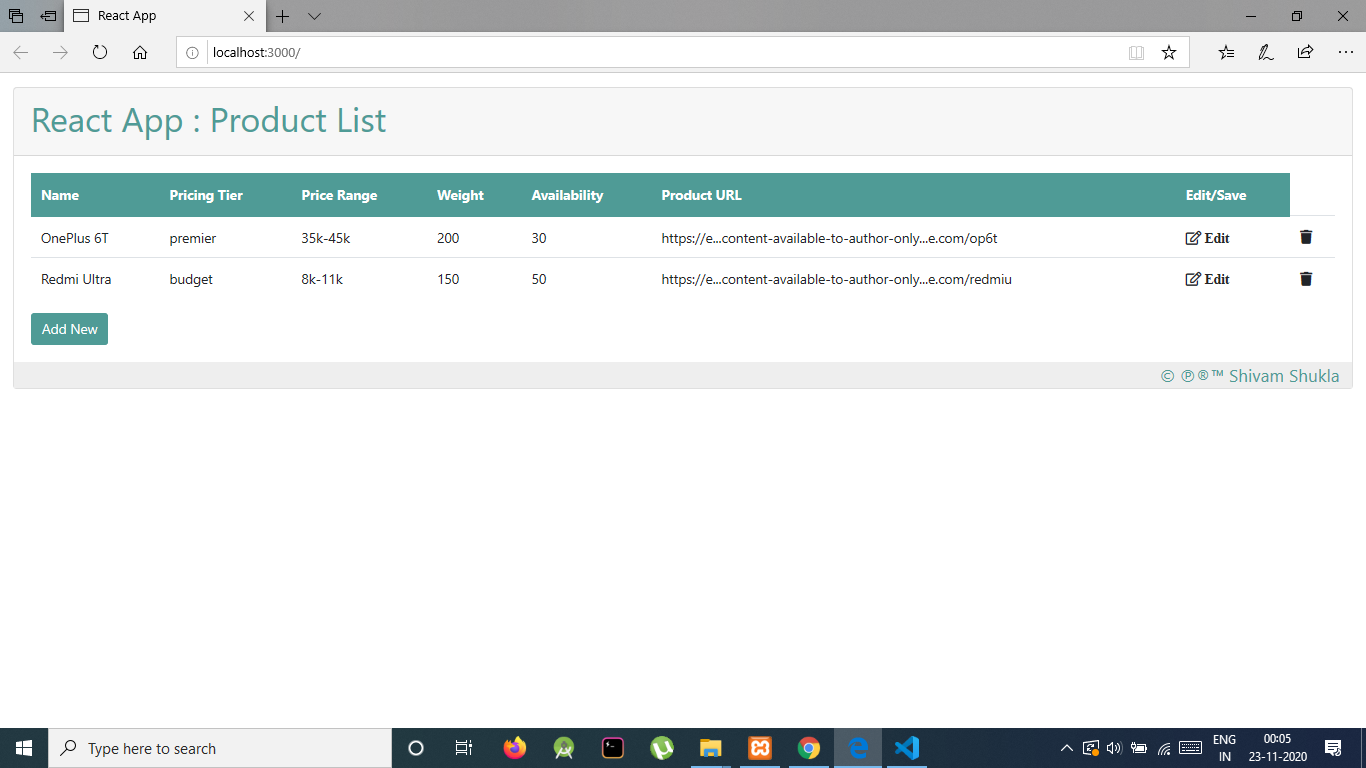 React App
localhost:3000/
React App : Product List
Name Pricing Tier Price Range Weight Availability Product URL Edit/Save
OnePlus 6T premier 35k-45k 200 30 https://e...content-available-to-author-only...e.com/op6t Edit
Redmi Ultra budget 8k-11k 150 50 https://e...content-available-to-author-only...e.com/redmiu Edit
Add New
© ℗®™ Shivam Shukla
Type here to search
ENG
IN
00:05
23-11-2020